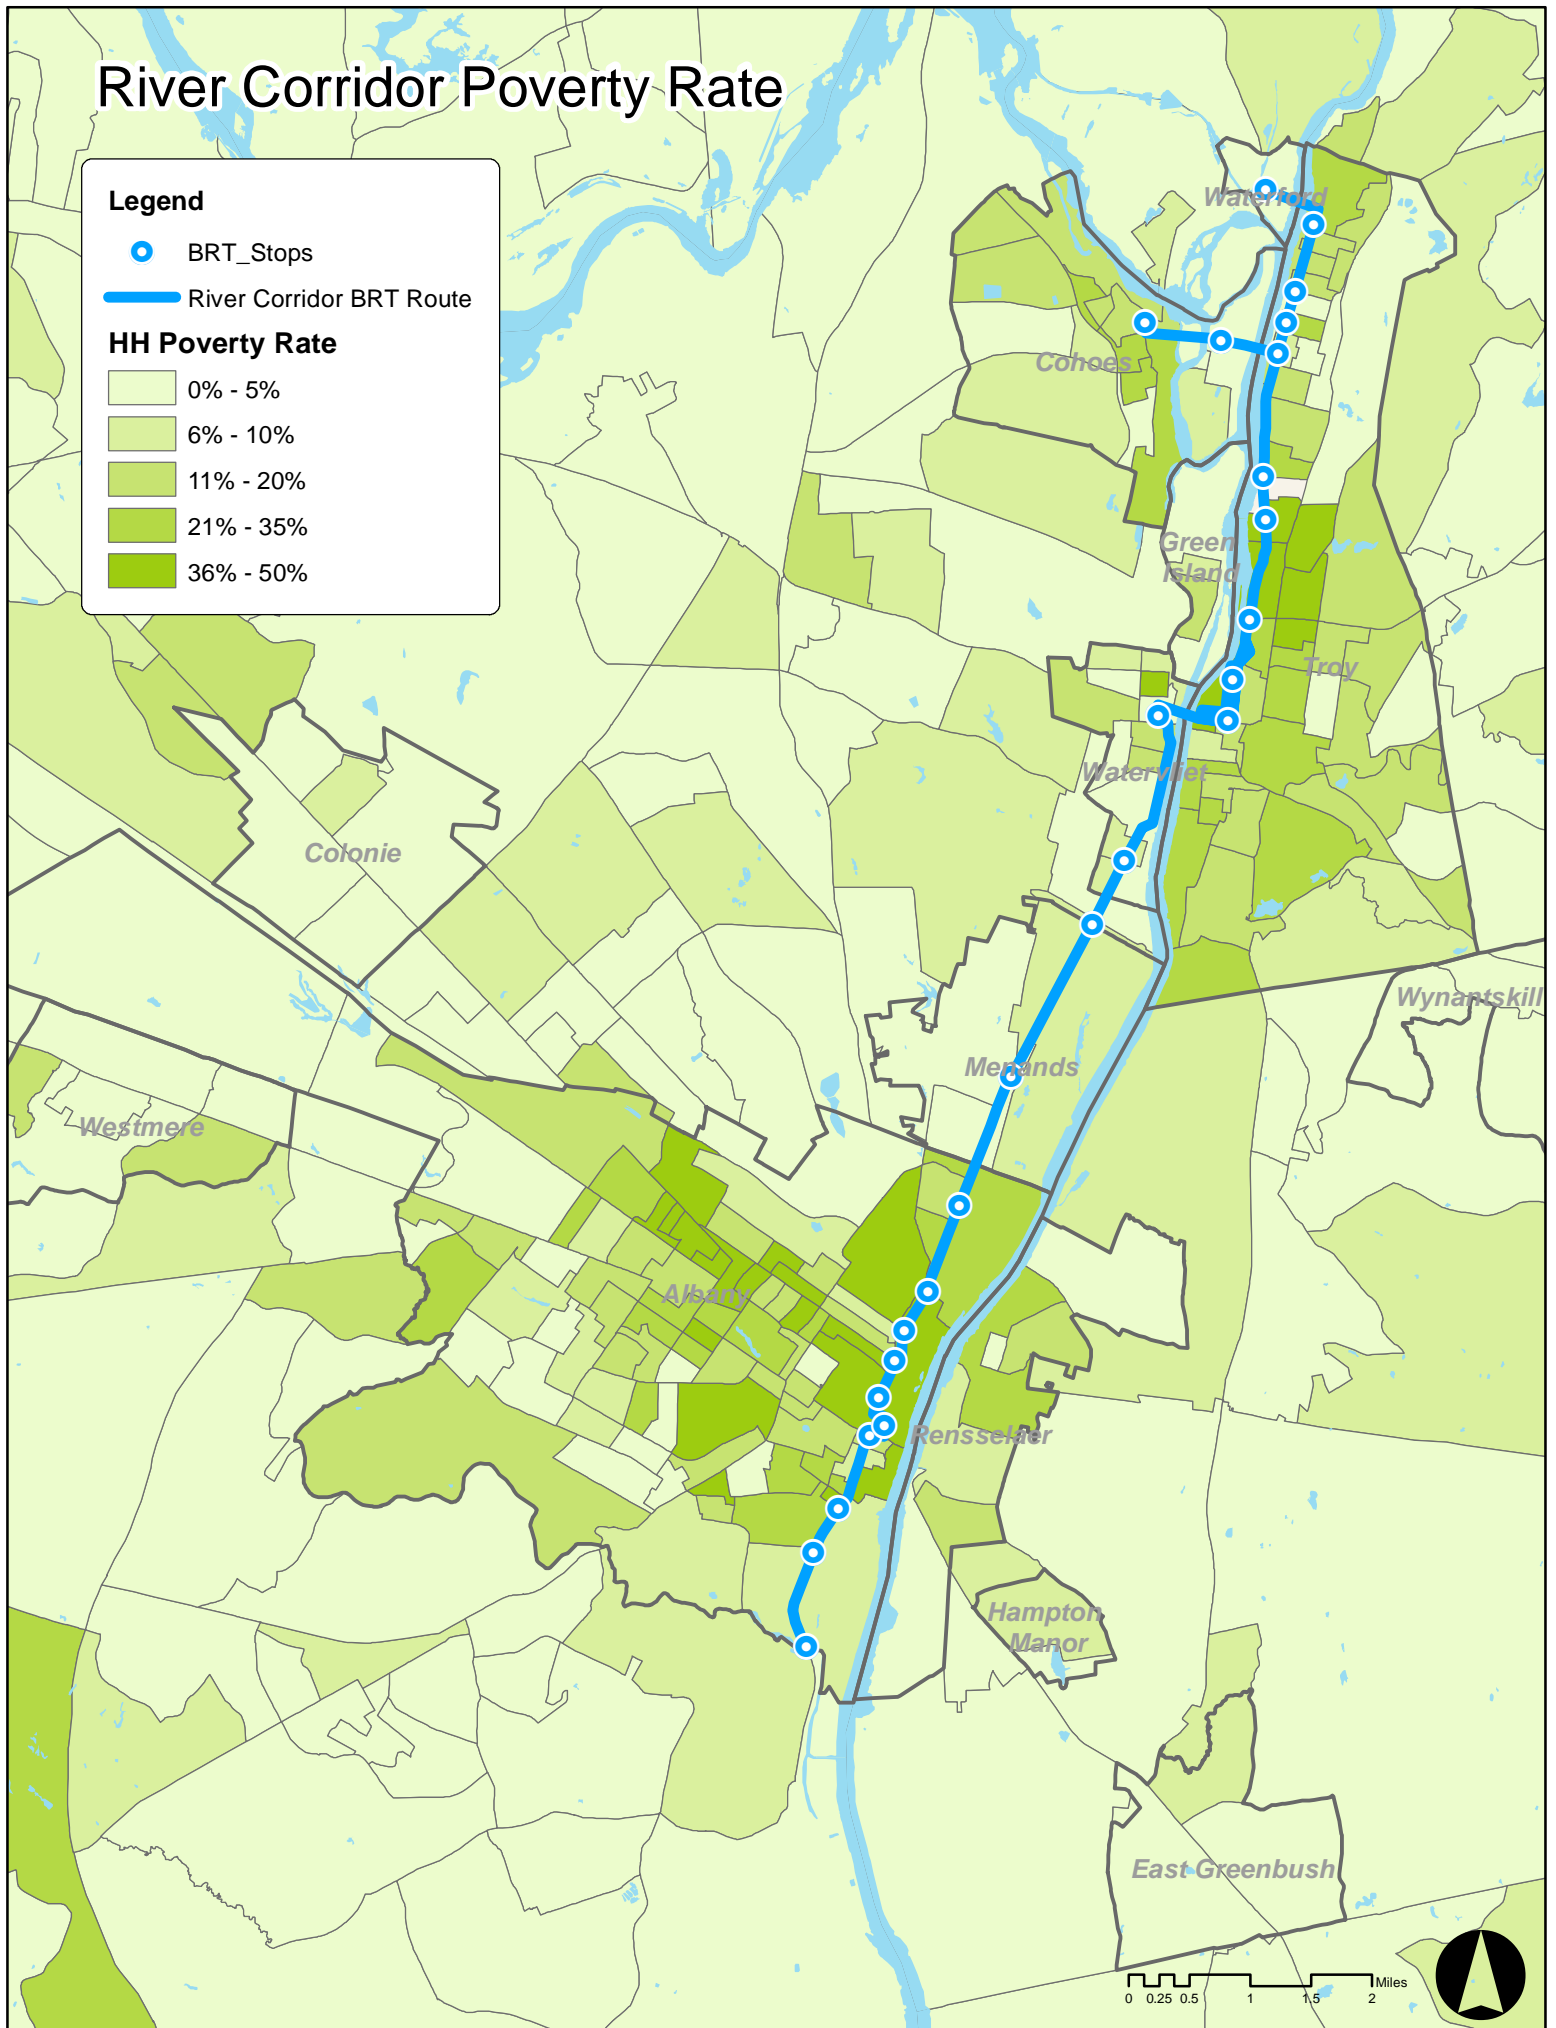 River Corridor Poverty Rate
Legend
BRT_Stops
River Corridor BRT Route
HH Poverty Rate
0% - 5%
6% - 10%
11% - 20%
21% - 35%
36% - 50%
Waterford
Cohoes
Green
Island
Troy
Watervliet
Colonie
Wynantskill
Menands
Westmere
Albany
Rensselaer
Hampton
Manor
East Greenbush
Miles
0 0.25 0.5 1 1.5 2